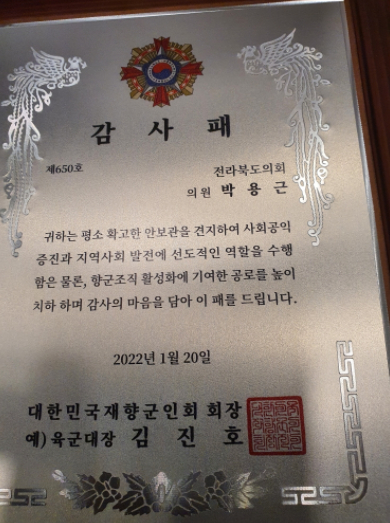 감 사 패
제650호
전라북도의회
의원 박 용 근
귀하는 평소 확고한 안보관을 견지하여 사회공익
증진과 지역사회 발전에 선도적인 역할을 수행
함은 물론, 향군조직 활성화에 기여한 공로를 높이
치하 하며 감사의 마음을 담아 이 패를 드립니다.
2022년 1월 20일
대한민국재향군인회 회장
예) 육군대장 김 진 호